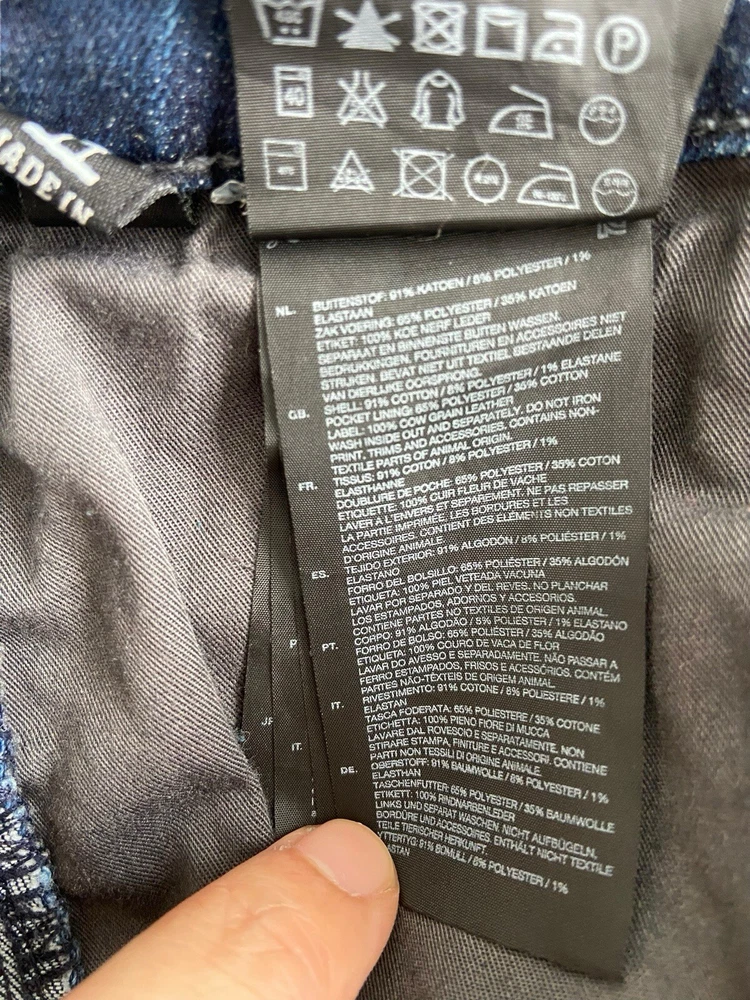 MADE IN
P
NL. BUITENSTOF: 91% KATOEN / 8% POLYESTER / 1%
ELASTAAN
ZAK VOERING: 65% POLYESTER / 35% KATOEN
ETIKET: 100% KOE NERF LEDER
SEPARAAT EN BINNENSTE BUITEN WASSEN.
BEDRUKKINGEN, FOURNITUREN EN ACCESSOIRES NIET
STRIJKEN. BEVAT NIET UIT TEXTIEL BESTAANDE DELEN
VAN DIERLIJKE OORSPRONG.
GB. SHELL: 91% COTTON / 8% POLYESTER / 1% ELASTANE
POCKET LINING: 65% POLYESTER / 35% COTTON
LABEL: 100% COW GRAIN LEATHER
WASH INSIDE OUT AND SEPARATELY. DO NOT IRON
PRINT, TRIMS AND ACCESSORIES. CONTAINS NON-
TEXTILE PARTS OF ANIMAL ORIGIN.
FR. TISSUS: 91% COTON / 8% POLYESTER / 1%
ELASTHANNE
DOUBLURE DE POCHE: 65% POLYESTER / 35% COTON
ETIQUETTE: 100% CUIR FLEUR DE VACHE
LAVER À L'ENVERS ET SEPAREMENT. NE PAS REPASSER
LA PARTIE IMPRIMÉE, LES BORDURES ET LES
ACCESSOIRES. CONTIENT DES ÉLÉMENTS NON TEXTILES
D'ORIGINE ANIMALE
ES. TEJIDO EXTERIOR: 91% ALGODÓN / 8% POLIÉSTER / 1%
ELASTANO
FORRO DEL BOLSILLO: 65% POLIÉSTER / 35% ALGODÓN
ETIQUETA: 100% PIEL VETEADA VACUNA
LAVAR POR SEPARADO Y DEL REVES. NO PLANCHAR
LOS ESTAMPADOS, ADORNOS Y ACCESORIOS.
CONTIENE PARTES NO TEXTILES DE ORIGEN ANIMAL.
PT. CORPO: 91% ALGODÃO / 8% POLIÉSTER / 1% ELASTANO
FORRO DE BOLSO: 65% POLIÉSTER / 35% ALGODÃO
ETIQUETA: 100% COURO DE VACA DE FLOR
LAVAR DO AVESSO E SEPARADAMENTE. NÃO PASSAR A
FERRO ESTAMPADOS, FRISOS E ACESSÓRIOS. CONTÉM
PARTES NÃO-TÊXTEIS DE ORIGEM ANIMAL.
IT. RIVESTIMENTO: 91% COTONE / 8% POLIESTERE / 1%
ELASTAN
TASCA FODERATA: 65% POLIESTERE / 35% COTONE
ETICHETTA: 100% PIENO FIORE DI MUCCA
LAVARE DAL ROVESCIO E SEPARATAMENTE. NON
STIRARE STAMPA, FINITURE E ACCESSORI. CONTIENE
PARTI NON TESSILI DI ORIGINE ANIMALE.
DE. OBERSTOFF: 91% BAUMWOLLE / 8% POLYESTER / 1%
ELASTHAN
TASCHENFUTTER: 65% POLYESTER / 35% BAUMWOLLE
ETIKETT: 100% RINDNARBENLEDER
LINKS UND SEPARAT WASCHEN. NICHT AUFBÜGELN,
BORDÜRE UND ACCESSOIRES. ENTHÄLT NICHT TEXTILE
TEILE TIERISCHER HERKUNFT.
YTTERTYG: 91% BOMULL / 8% POLYESTER / 1%
P
IT.